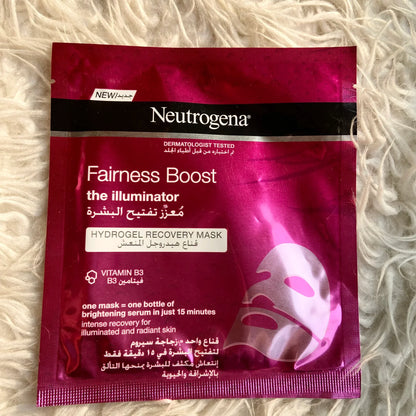 NEW/جديد
Neutrogena®
DERMATOLOGIST TESTED
تم اختباره من قبل أطباء الجلد
Fairness Boost
the illuminator
مُعزّز تفتيح البشرة
HYDROGEL RECOVERY MASK
قناع هيدروجل المنعش
VITAMIN B3
فيتامين B3
one mask = one bottle of
brightening serum in just 15 minutes
intense recovery for
illuminated and radiant skin
قناع واحد = زجاجة سيروم
لتفتيح البشرة في ١٥ دقيقة فقط
إنتعاش مكثف للبشرة يمنحها التألق
بالإشراقة والحيوية